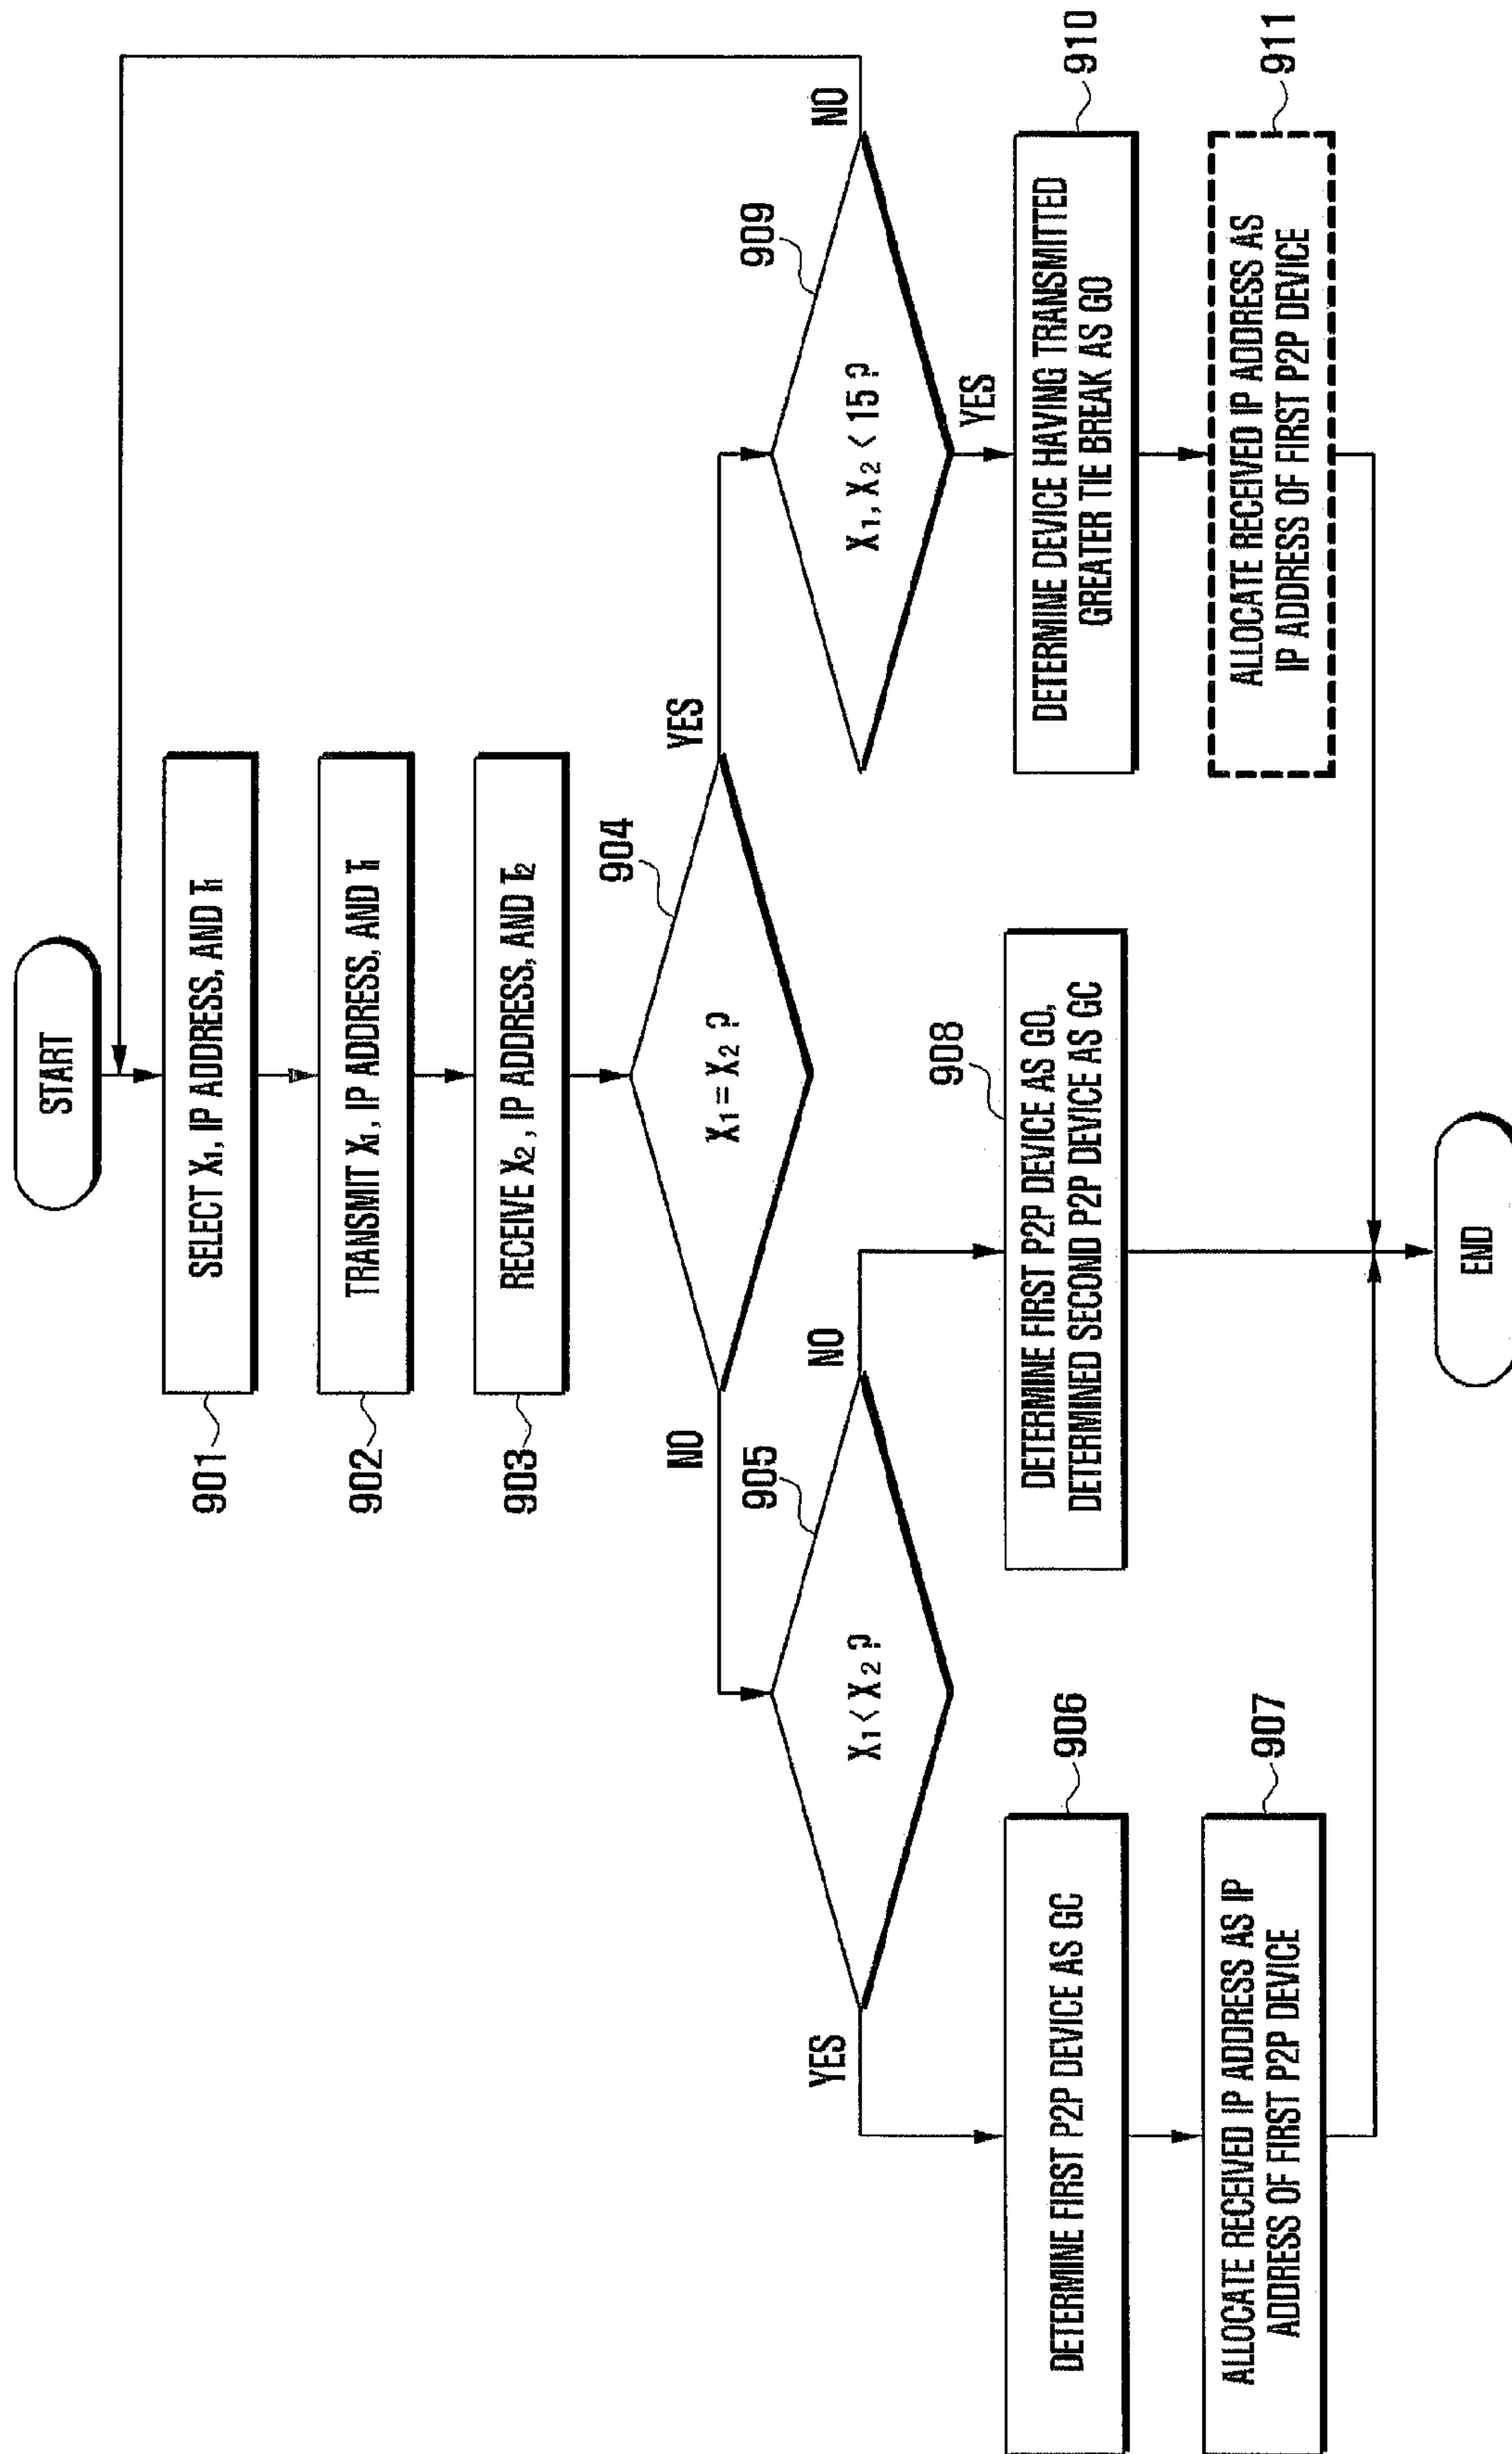 START
901
SELECT X₁, IP ADDRESS, AND T₁
902
TRANSMIT X₁, IP ADDRESS, AND T₁
903
RECEIVE X₂, IP ADDRESS, AND T₂
904
X₁ = X₂ ?
NO
YES
905
X₁ < X₂ ?
YES
NO
909
X₁, X₂ < 15 ?
NO
YES
906
DETERMINE FIRST P2P DEVICE AS GC
908
DETERMINE FIRST P2P DEVICE AS GO,
DETERMINED SECOND P2P DEVICE AS GC
910
DETERMINE DEVICE HAVING TRANSMITTED
GREATER TIE BREAK AS GO
907
ALLOCATE RECEIVED IP ADDRESS AS IP
ADDRESS OF FIRST P2P DEVICE
911
ALLOCATE RECEIVED IP ADDRESS AS
IP ADDRESS OF FIRST P2P DEVICE
END